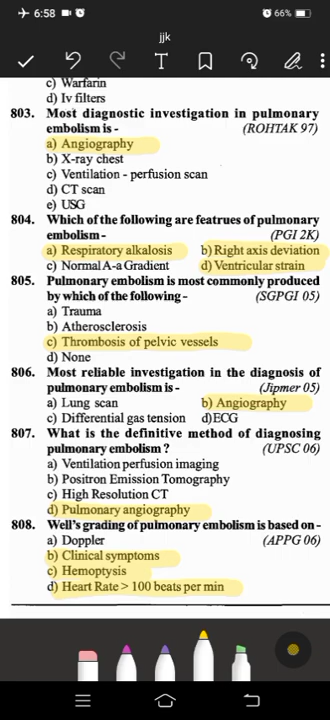 6:58
66%
jjk
T
c) Warfarin
d) Iv filters
803. Most diagnostic investigation in pulmonary
embolism is - (ROHTAK 97)
a) Angiography
b) X-ray chest
c) Ventilation - perfusion scan
d) CT scan
e) USG
804. Which of the following are featrues of pulmonary
embolism - (PGI 2K)
a) Respiratory alkalosis b) Right axis deviation
c) Normal A-a Gradient d) Ventricular strain
805. Pulmonary embolism is most commonly produced
by which of the following - (SGPGI 05)
a) Trauma
b) Atherosclerosis
c) Thrombosis of pelvic vessels
d) None
806. Most reliable investigation in the diagnosis of
pulmonary embolism is - (Jipmer 05)
a) Lung scan b) Angiography
c) Differential gas tension d) ECG
807. What is the definitive method of diagnosing
pulmonary embolism ? (UPSC 06)
a) Ventilation perfusion imaging
b) Positron Emission Tomography
c) High Resolution CT
d) Pulmonary angiography
808. Well's grading of pulmonary embolism is based on -
a) Doppler (APPG 06)
b) Clinical symptoms
c) Hemoptysis
d) Heart Rate > 100 beats per min